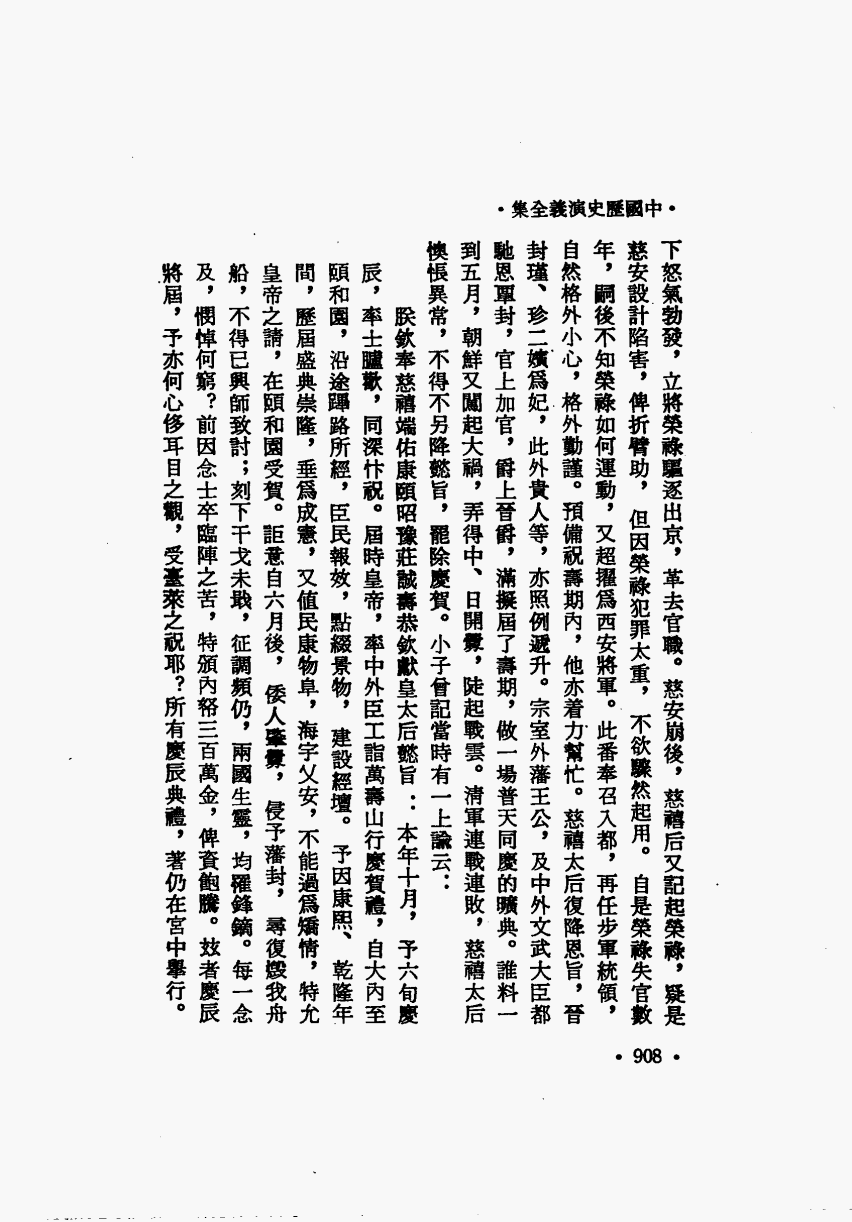 •中國歷史演義全集•
下怒氣勃發，立將榮祿驅逐出京，革去官職。慈安崩後，慈禧后又記起榮祿，疑是
慈安設計陷害，俾折臂助，但因榮祿犯罪太重，不欲驟然起用。自是榮祿失官數
年，嗣後不知榮祿如何運動，又超擢爲西安將軍。此番奉召入都，再任步軍統領，
自然格外小心，格外勤謹。預備祝壽期內，他亦着力幫忙。慈禧太后復降恩旨，晉
封瑾、珍二嬪爲妃，此外貴人等，亦照例遞升。宗室外藩王公，及中外文武大臣都
馳恩覃封，官上加官，爵上晉爵，滿擬屆了壽期，做一場普天同慶的曠典。誰料一
到五月，朝鮮又闖起大禍，弄得中、日開釁，陡起戰雲。清軍連戰連敗，慈禧太后
懊悵異常，不得不另降懿旨，罷除慶賀。小子曾記當時有一上諭云：
朕欽奉慈禧端佑康頤昭豫莊誠壽恭欽獻皇太后懿旨：本年十月，予六旬慶
辰，率土臚歡，同深忭祝。屆時皇帝，率中外臣工詣萬壽山行慶賀禮，自大內至
頤和園，沿途蹕路所經，臣民報效，點綴景物，建設經壇。予因康熙、乾隆年
間，歷屆盛典崇隆，垂爲成憲，又值民康物阜，海宇乂安，不能過爲矯情，特允
皇帝之請，在頤和園受賀。詎意自六月後，倭人肇釁，侵予藩封，尋復燬我舟
船，不得已興師致討；刻下干戈未戢，征調頻仍，兩國生靈，均罹鋒鏑。每一念
及，憫悼何窮？前因念士卒臨陣之苦，特頒內帑三百萬金，俾資飽騰。玆者慶辰
將屆，予亦何心侈耳目之觀，受臺萊之祝耶？所有慶辰典禮，著仍在宮中舉行。
•908•